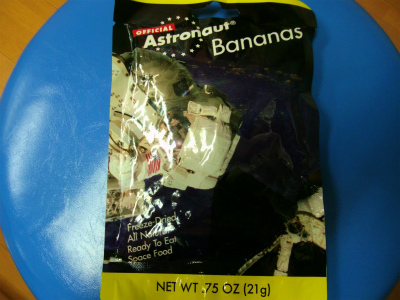 OFFICIAL
Astronaut®
Bananas
Freeze-Dried
All Natural
Ready To Eat
Space Food
NET WT .75 OZ (21g)